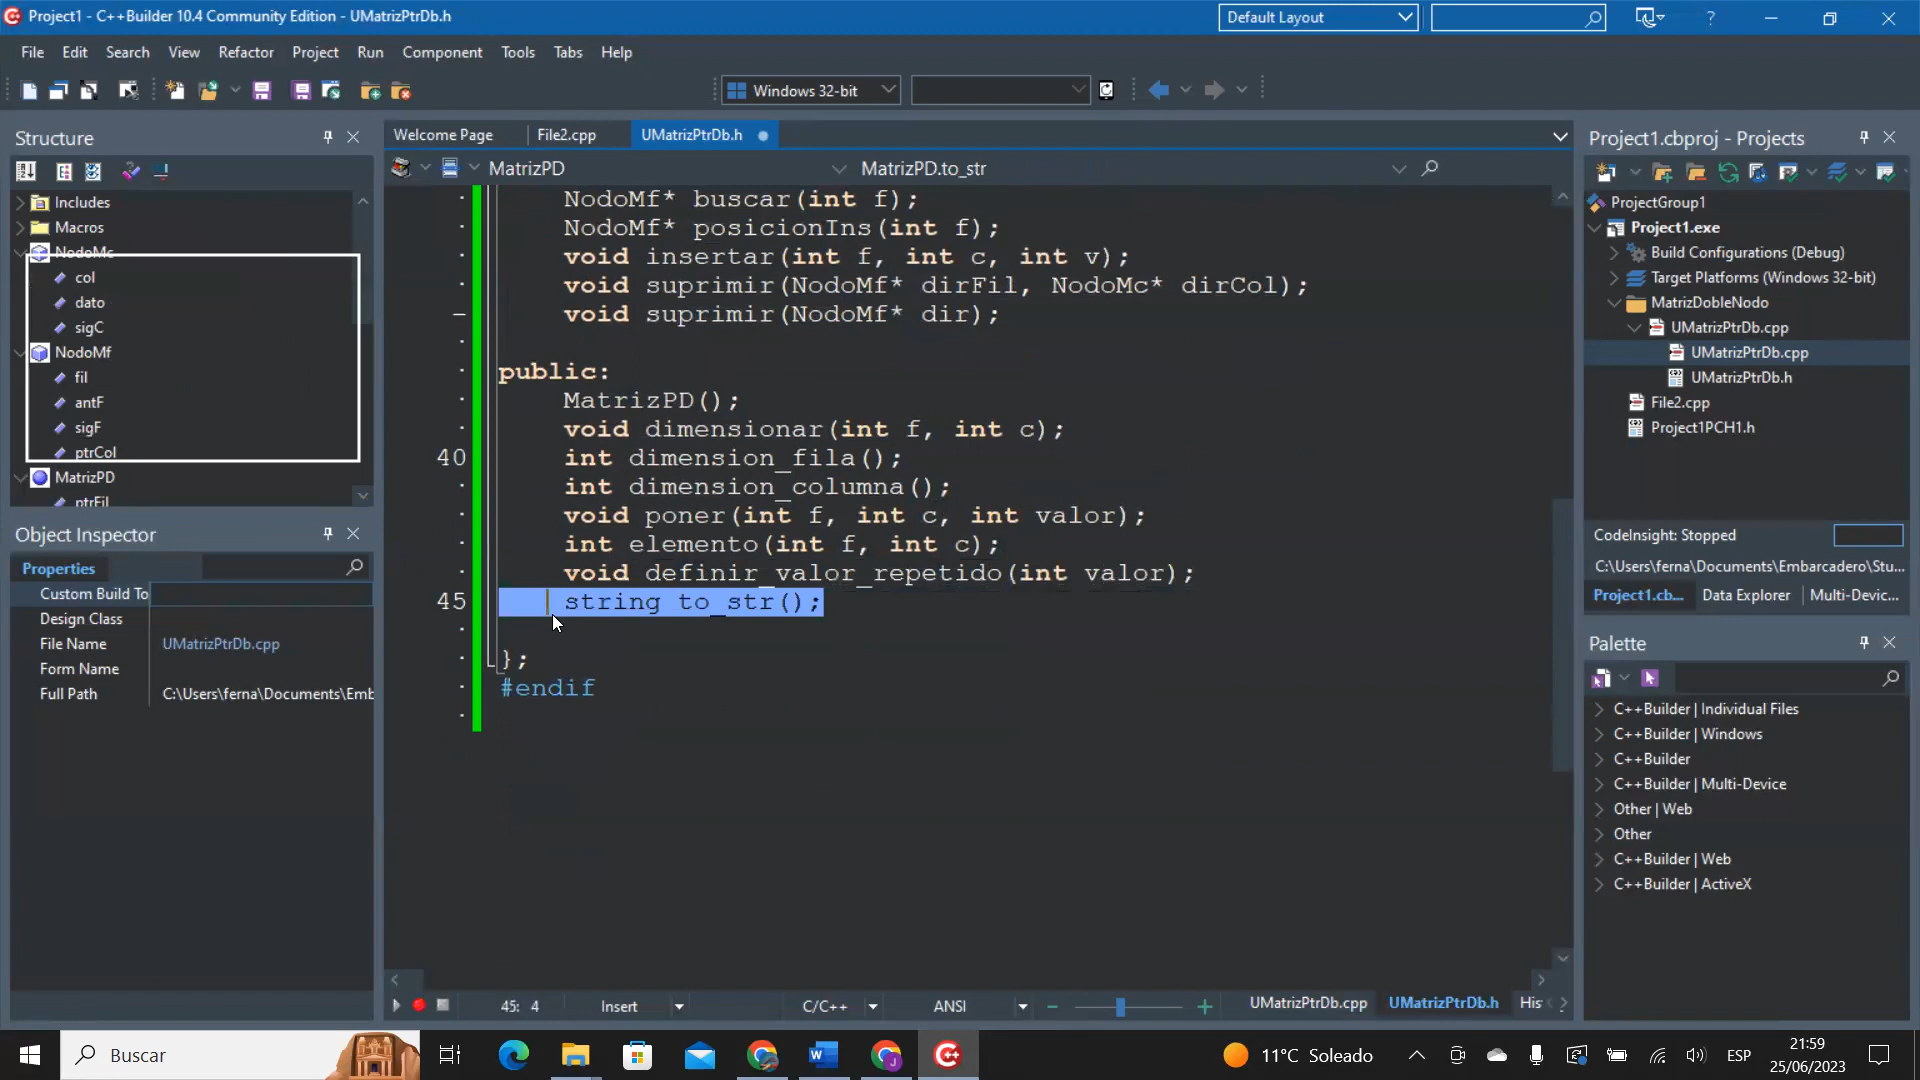 Project1 - C++Builder 10.4 Community Edition - UMatrizPtrDb.h
Default Layout
?
File Edit Search View Refactor Project Run Component Tools Tabs Help
Windows 32-bit
Structure
Includes
Macros
NodoMc
col
dato
sigC
NodoMf
fil
antF
sigF
ptrCol
MatrizPD
ptrFil
Object Inspector
Properties
Custom Build To
Design Class
File Name UMatrizPtrDb.cpp
Form Name
Full Path C:\Users\ferna\Documents\Emb
Welcome Page File2.cpp UMatrizPtrDb.h
MatrizPD MatrizPD.to_str
NodoMf* buscar(int f);
NodoMf* posicionIns(int f);
void insertar(int f, int c, int v);
void suprimir(NodoMf* dirFil, NodoMc* dirCol);
void suprimir(NodoMf* dir);
public:
MatrizPD();
void dimensionar(int f, int c);
40 int dimension_fila();
int dimension_columna();
void poner(int f, int c, int valor);
int elemento(int f, int c);
void definir_valor_repetido(int valor);
45 string to_str();
};
#endif
45: 4 Insert C/C++ ANSI UMatrizPtrDb.cpp UMatrizPtrDb.h His
Project1.cbproj - Projects
ProjectGroup1
Project1.exe
Build Configurations (Debug)
Target Platforms (Windows 32-bit)
MatrizDobleNodo
UMatrizPtrDb.cpp
UMatrizPtrDb.cpp
UMatrizPtrDb.h
File2.cpp
Project1PCH1.h
CodeInsight: Stopped
C:\Users\ferna\Documents\Embarcadero\Stu...
Project1.cb... Data Explorer Multi-Devic...
Palette
C++Builder | Individual Files
C++Builder | Windows
C++Builder
C++Builder | Multi-Device
Other | Web
Other
C++Builder | Web
C++Builder | ActiveX
Buscar
11°C Soleado
ESP
21:59
25/06/2023